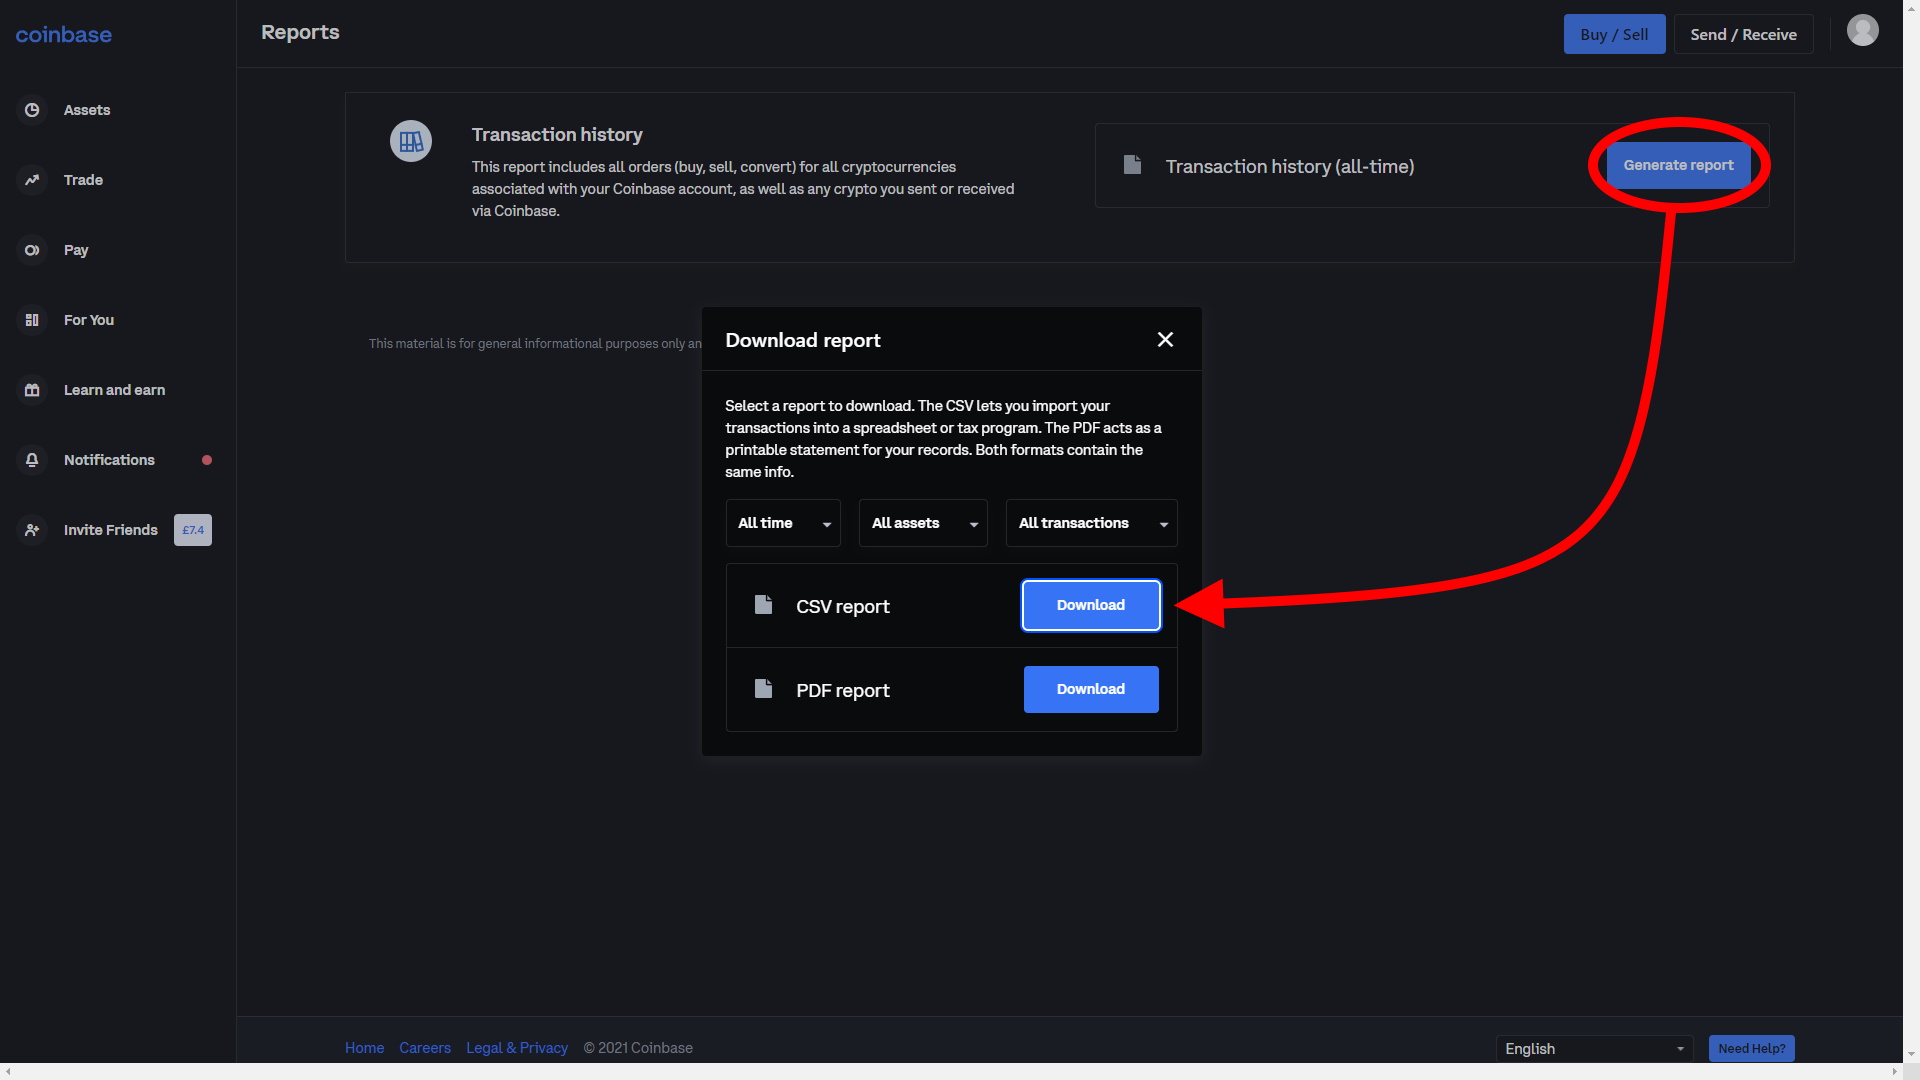 coinbase
Reports
Buy / Sell
Send / Receive
Assets
Trade
Pay
For You
Learn and earn
Notifications
Invite Friends
£7.4
Transaction history
This report includes all orders (buy, sell, convert) for all cryptocurrencies
associated with your Coinbase account, as well as any crypto you sent or received
via Coinbase.
Transaction history (all-time)
Generate report
This material is for general informational purposes only an
Download report
Select a report to download. The CSV lets you import your
transactions into a spreadsheet or tax program. The PDF acts as a
printable statement for your records. Both formats contain the
same info.
All time
All assets
All transactions
CSV report
Download
PDF report
Download
Home
Careers
Legal & Privacy
© 2021 Coinbase
English
Need Help?